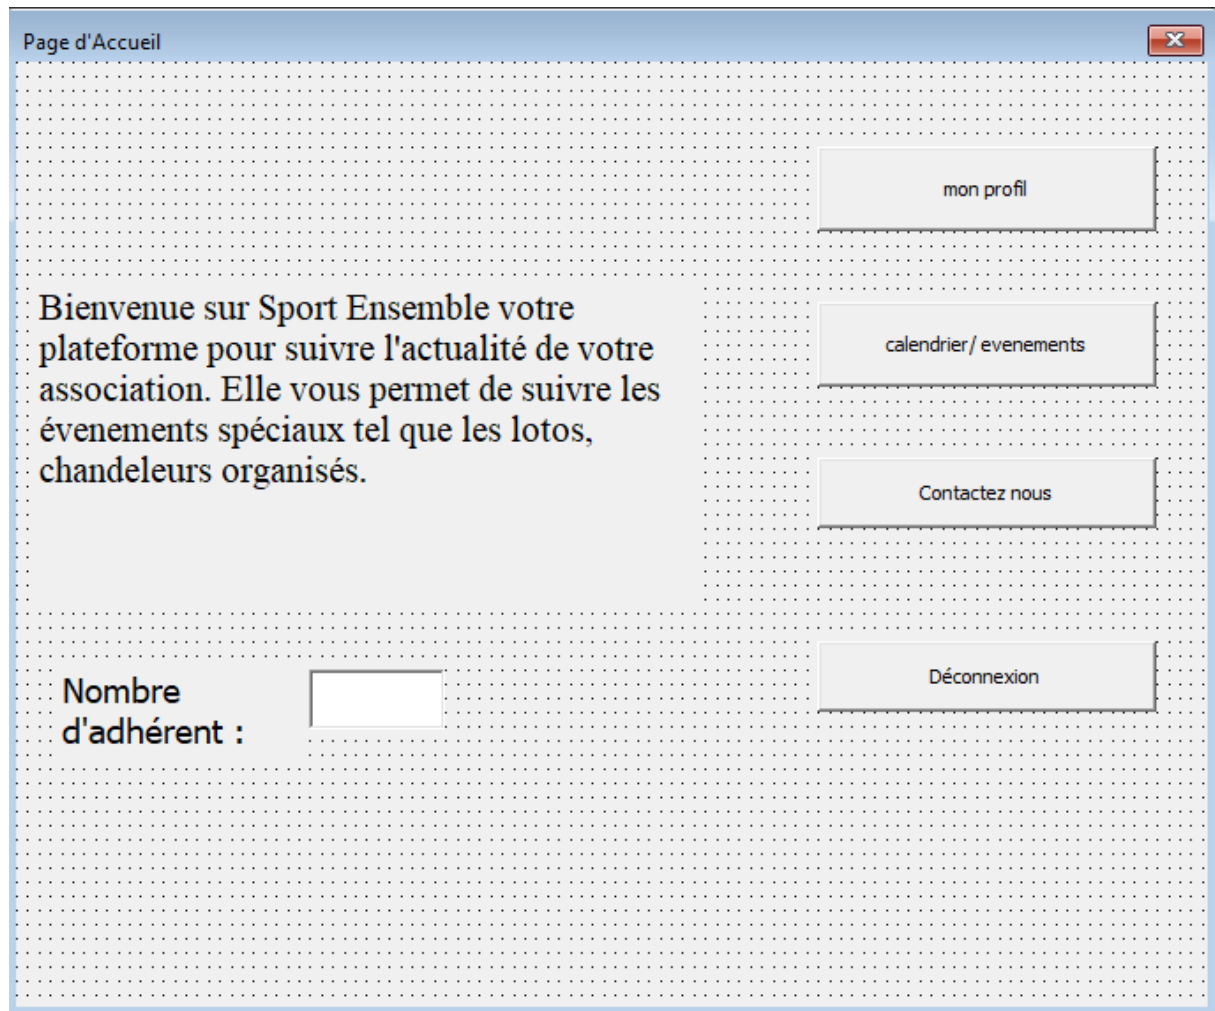 Page d'Accueil
mon profil
Bienvenue sur Sport Ensemble votre
plateforme pour suivre l'actualité de votre
association. Elle vous permet de suivre les
évenements spéciaux tel que les lotos,
chandeleurs organisés.
calendrier/ evenements
Contactez nous
Déconnexion
Nombre
d'adhérent :